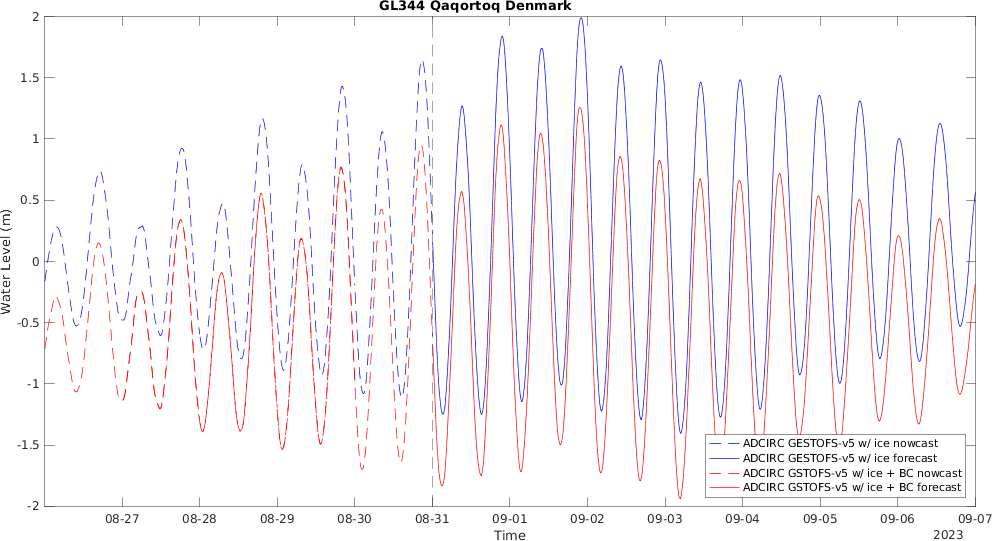 GL344 Qaqortoq Denmark
Water Level (m)
2
1.5
1
0.5
0
-0.5
-1
-1.5
-2
ADCIRC GESTOFS-v5 w/ ice nowcast
ADCIRC GESTOFS-v5 w/ ice forecast
ADCIRC GSTOFS-v5 w/ ice + BC nowcast
ADCIRC GSTOFS-v5 w/ ice + BC forecast
08-27 08-28 08-29 08-30 08-31 09-01 09-02 09-03 09-04 09-05 09-06 09-07
Time
2023